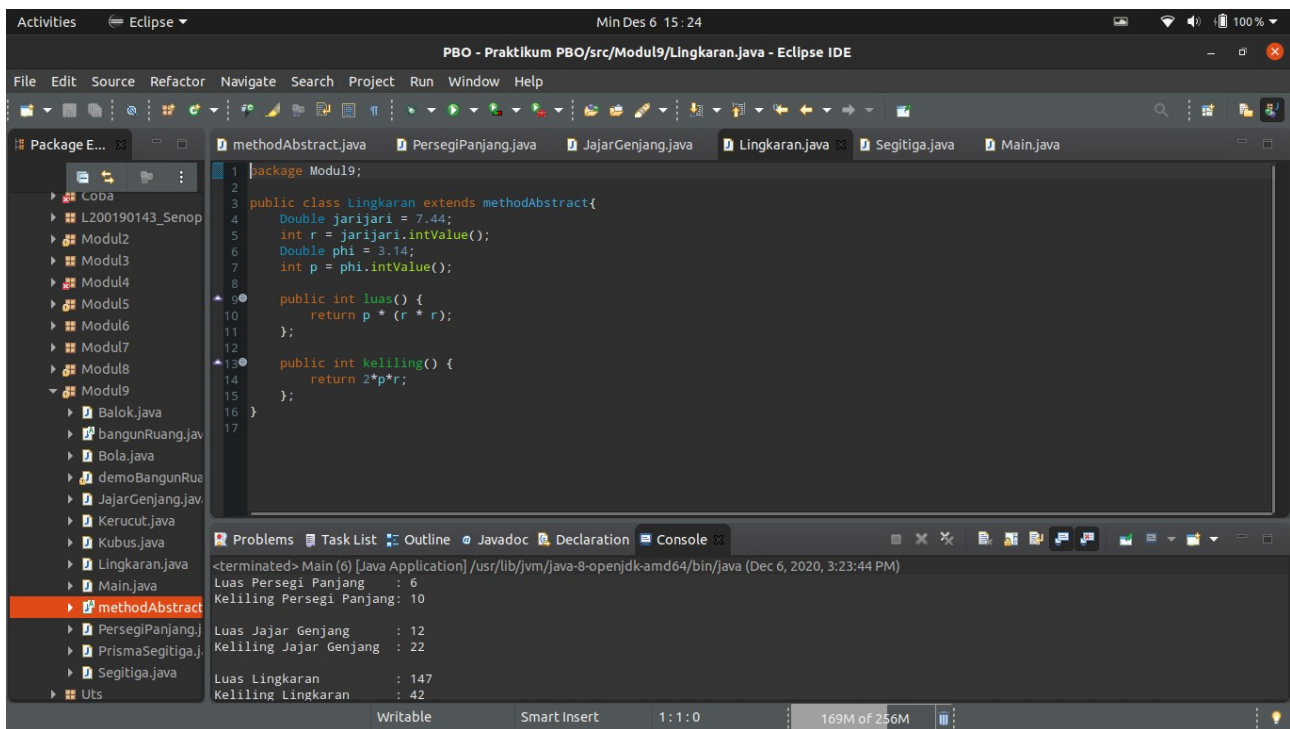 Activities Eclipse Min Des 6 15:24 100%
PBO - Praktikum PBO/src/Modul9/Lingkaran.java - Eclipse IDE
File Edit Source Refactor Navigate Search Project Run Window Help
Package E...
Coba
L200190143_Senop
Modul2
Modul3
Modul4
Modul5
Modul6
Modul7
Modul8
Modul9
Balok.java
bangunRuang.jav
Bola.java
demoBangunRua
JajarGenjang.jav
Kerucut.java
Kubus.java
Lingkaran.java
Main.java
methodAbstract
PersegiPanjang.j
PrismaSegitiga.j
Segitiga.java
Uts
methodAbstract.java PersegiPanjang.java JajarGenjang.java Lingkaran.java Segitiga.java Main.java
1 package Modul9;
2
3 public class Lingkaran extends methodAbstract{
4 Double jarijari = 7.44;
5 int r = jarijari.intValue();
6 Double phi = 3.14;
7 int p = phi.intValue();
8
9 public int luas() {
10 return p * (r * r);
11 };
12
13 public int keliling() {
14 return 2*p*r;
15 };
16 }
17
Problems Task List Outline Javadoc Declaration Console
<terminated> Main (6) [Java Application] /usr/lib/jvm/java-8-openjdk-amd64/bin/java (Dec 6, 2020, 3:23:44 PM)
Luas Persegi Panjang : 6
Keliling Persegi Panjang: 10
Luas Jajar Genjang : 12
Keliling Jajar Genjang : 22
Luas Lingkaran : 147
Keliling Lingkaran : 42
Writable Smart Insert 1:1:0 169M of 256M